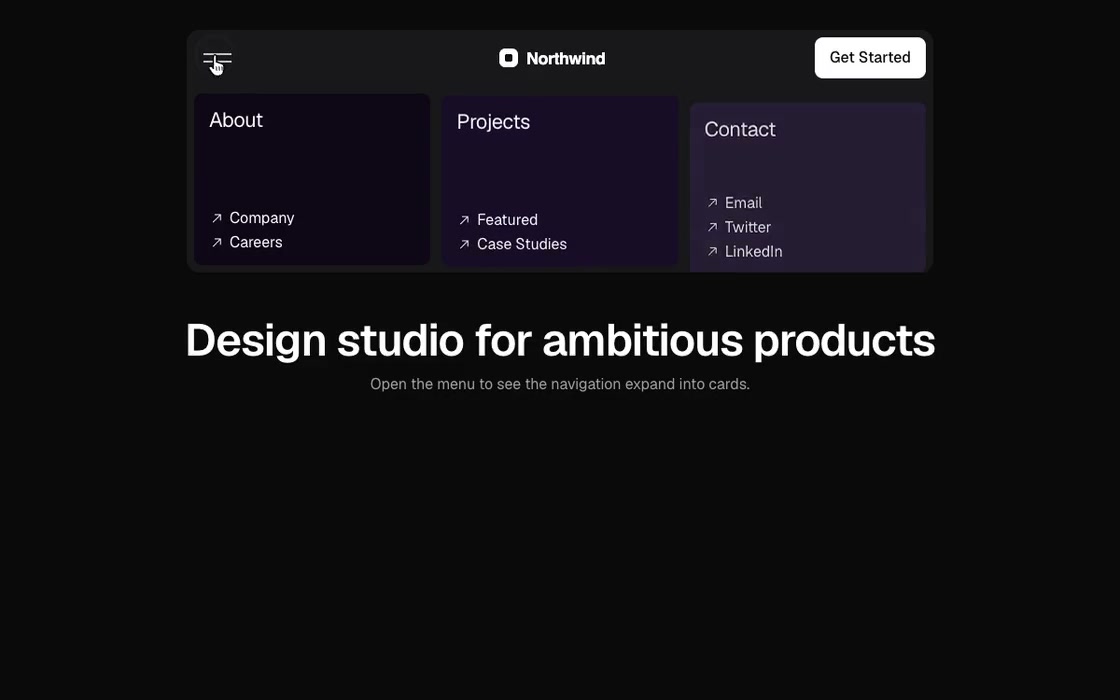 Northwind
Get Started
About
Company
Careers
Projects
Featured
Case Studies
Contact
Email
Twitter
LinkedIn
Design studio for ambitious products
Open the menu to see the navigation expand into cards.